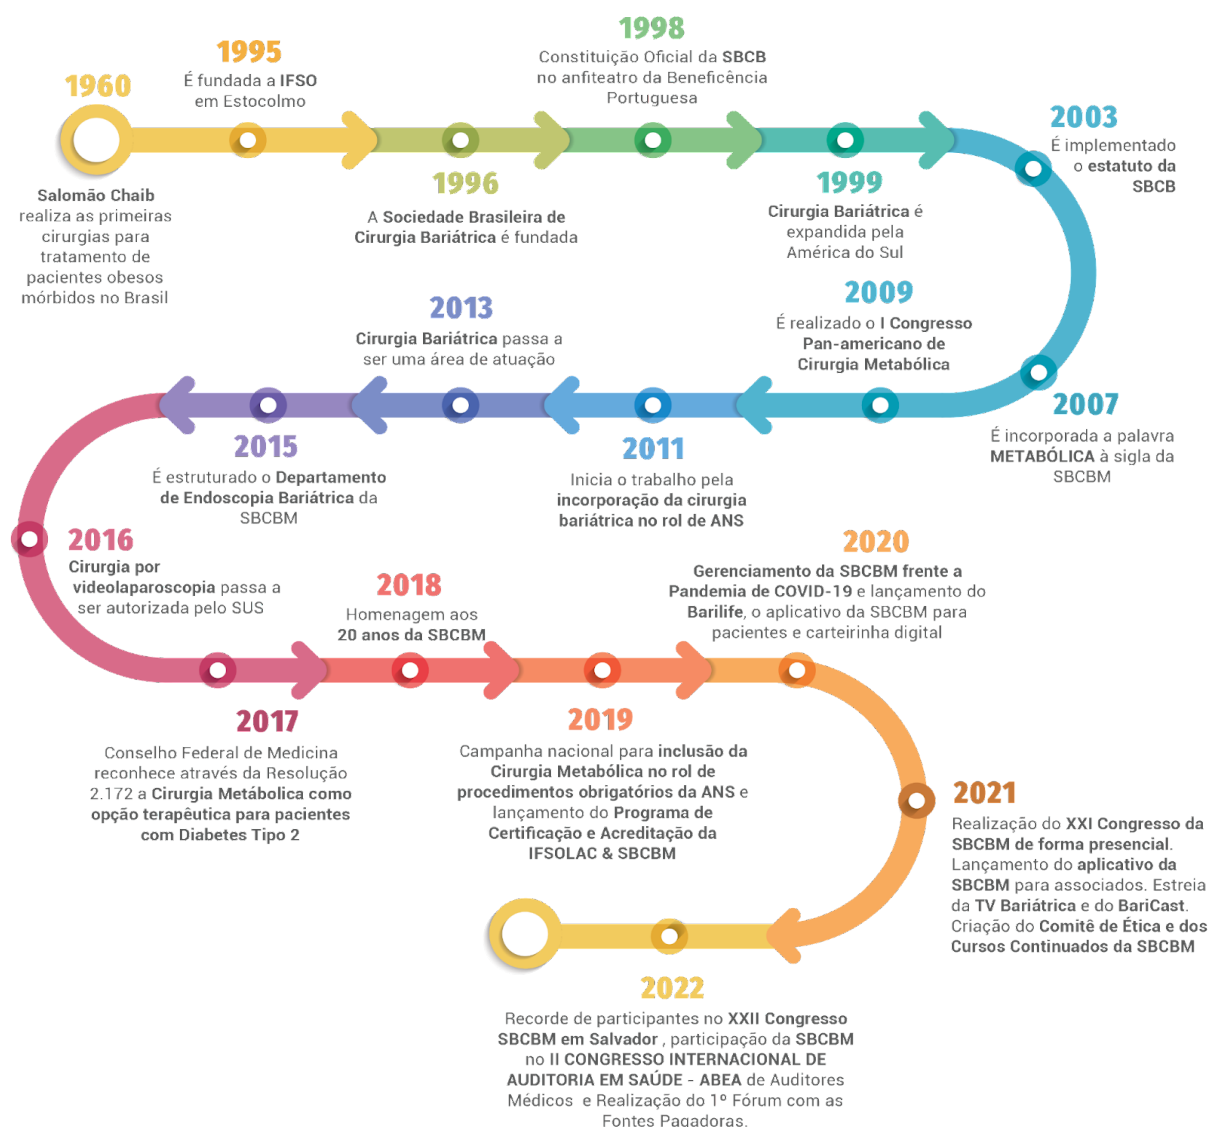 1960
Salomão Chaib
realiza as primeiras
cirurgias para
tratamento de
pacientes obesos
mórbidos no Brasil
1995
É fundada a IFSO
em Estocolmo
1996
A Sociedade Brasileira de
Cirurgia Bariátrica é fundada
1998
Constituição Oficial da SBCB
no anfiteatro da Beneficência
Portuguesa
1999
Cirurgia Bariátrica é
expandida pela
América do Sul
2003
É implementado
o estatuto da
SBCB
2007
É incorporada a palavra
METABÓLICA à sigla da
SBCBM
2009
É realizado o I Congresso
Pan-americano de
Cirurgia Metabólica
2011
Inicia o trabalho pela
incorporação da cirurgia
bariátrica no rol de ANS
2013
Cirurgia Bariátrica passa a
ser uma área de atuação
2015
É estruturado o Departamento
de Endoscopia Bariátrica da
SBCBM
2016
Cirurgia por
videolaparoscopia passa a
ser autorizada pelo SUS
2017
Conselho Federal de Medicina
reconhece através da Resolução
2.172 a Cirurgia Metábolica como
opção terapêutica para pacientes
com Diabetes Tipo 2
2018
Homenagem aos
20 anos da SBCBM
2019
Campanha nacional para inclusão da
Cirurgia Metabólica no rol de
procedimentos obrigatórios da ANS e
lançamento do Programa de
Certificação e Acreditação da
IFSOLAC & SBCBM
2020
Gerenciamento da SBCBM frente a
Pandemia de COVID-19 e lançamento do
Barilife, o aplicativo da SBCBM para
pacientes e carteirinha digital
2021
Realização do XXI Congresso da
SBCBM de forma presencial.
Lançamento do aplicativo da
SBCBM para associados. Estreia
da TV Bariátrica e do BariCast.
Criação do Comitê de Ética e dos
Cursos Continuados da SBCBM
2022
Recorde de participantes no XXII Congresso
SBCBM em Salvador , participação da SBCBM
no II CONGRESSO INTERNACIONAL DE
AUDITORIA EM SAÚDE - ABEA de Auditores
Médicos e Realização do 1º Fórum com as
Fontes Pagadoras.